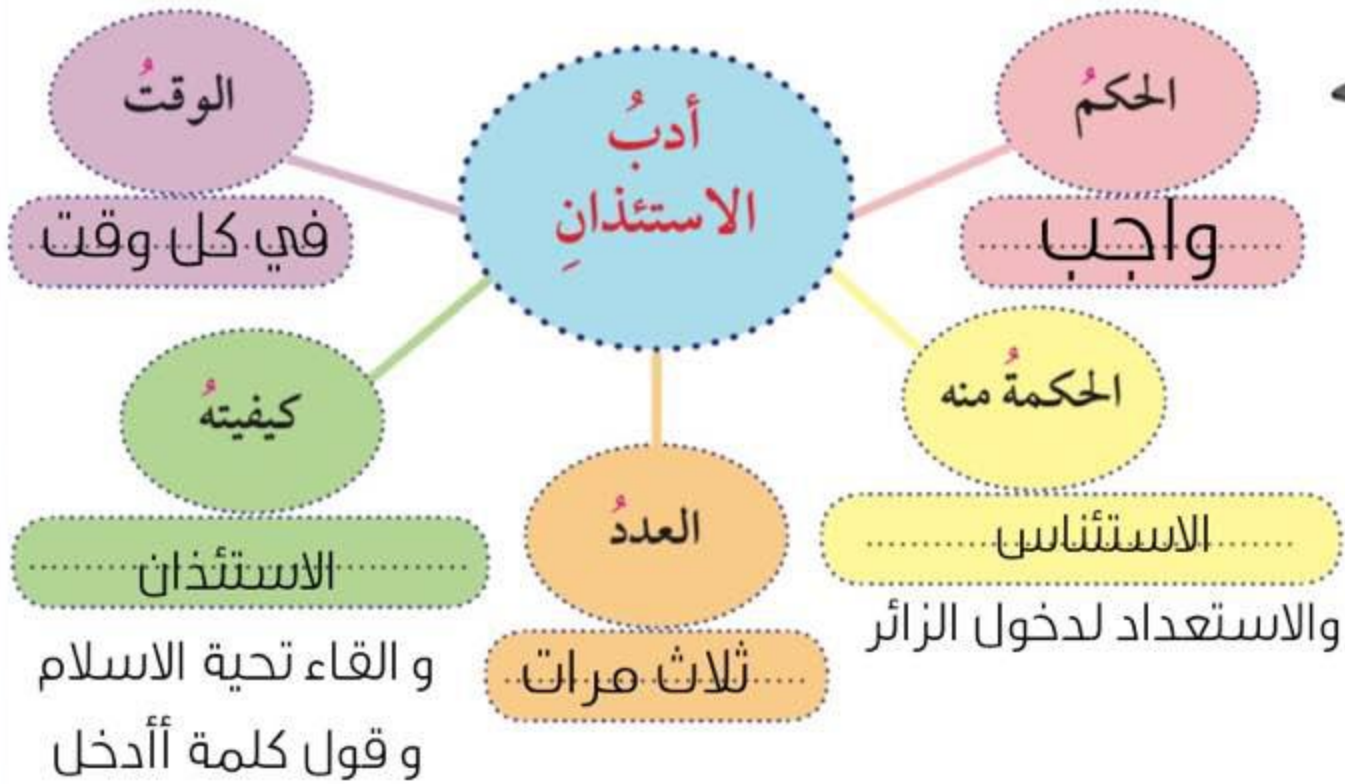 أدبُ
الاستئذانِ
الحكمُ
واجب
الحكمةُ منه
الاستئناس
والاستعداد لدخول الزائر
العددُ
ثلاث مرات
كيفيتهُ
الاستئذان
و القاء تحية الاسلام
و قول كلمة أأدخل
الوقتُ
في كل وقت